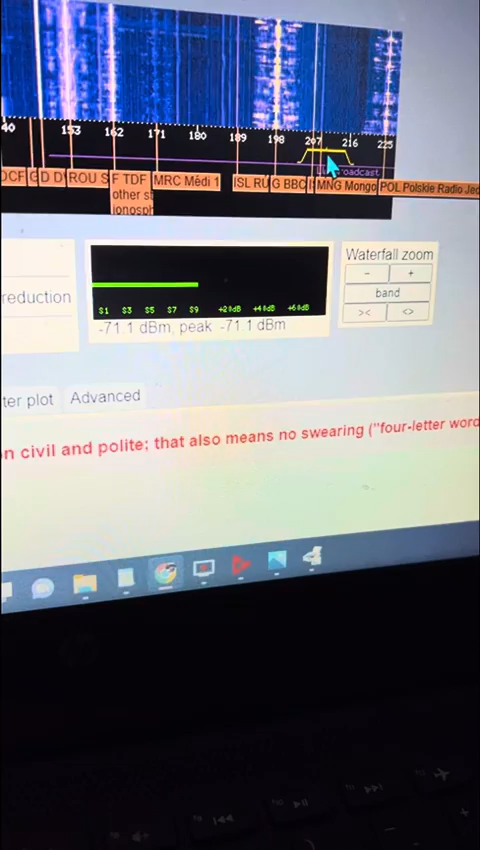 40 153 162 171 180 189 198 207 216 225
DCF G D ROU S F TDF MRC Médi 1 ISL RU G BBC MNG Mongo POL Polskie Radio Jed
other st
ionosph
Waterfall zoom
- +
reduction
band
S1 S3 S5 S7 S9 +20dB +40dB +60dB
>< <>
-71.1 dBm, peak -71.1 dBm
ter plot Advanced
n civil and polite; that also means no swearing ("four-letter word